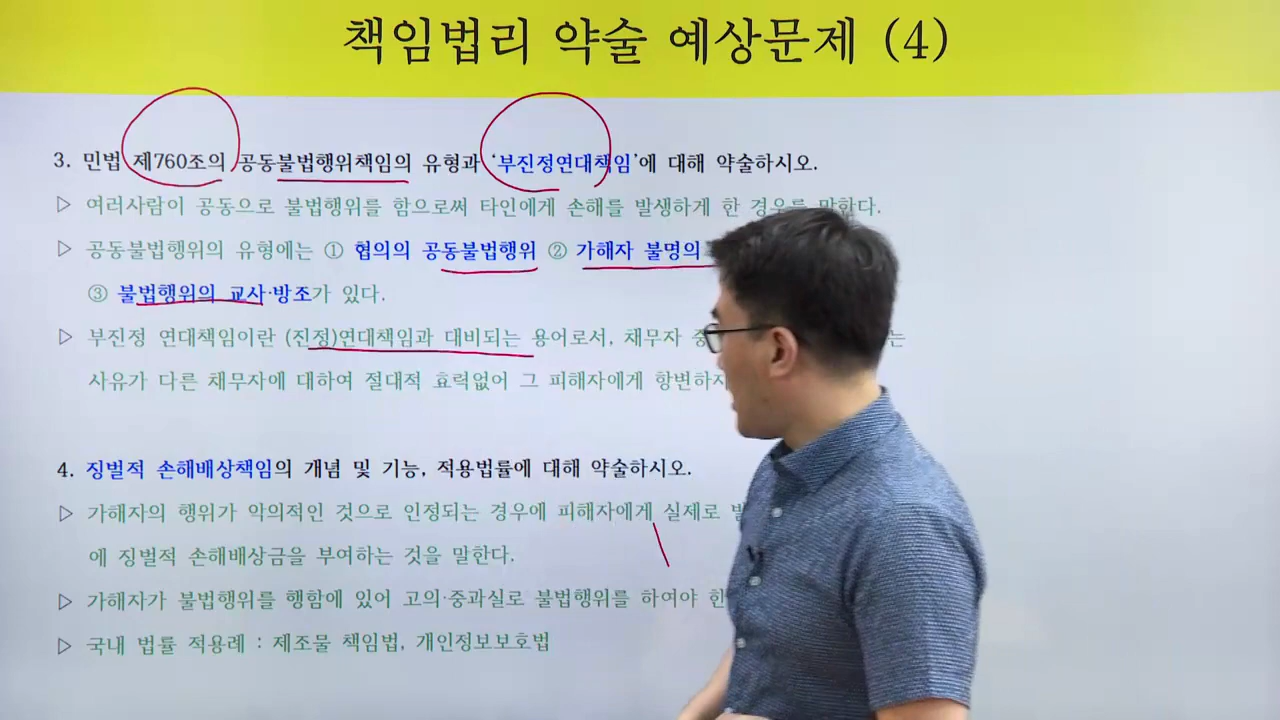 책임법리 약술 예상문제 (4)
3. 민법 제760조의 공동불법행위책임의 유형과 ‘부진정연대책임’에 대해 약술하시오.
▷ 여러사람이 공동으로 불법행위를 함으로써 타인에게 손해를 발생하게 한 경우를 말한다.
▷ 공동불법행위의 유형에는 ① 협의의 공동불법행위 ② 가해자 불명의
③ 불법행위의 교사·방조가 있다.
▷ 부진정 연대책임이란 (진정)연대책임과 대비되는 용어로서, 채무자 중 는
사유가 다른 채무자에 대하여 절대적 효력없어 그 피해자에게 항변하지
4. 징벌적 손해배상책임의 개념 및 기능, 적용법률에 대해 약술하시오.
▷ 가해자의 행위가 악의적인 것으로 인정되는 경우에 피해자에게 실제로
에 징벌적 손해배상금을 부여하는 것을 말한다.
▷ 가해자가 불법행위를 행함에 있어 고의·중과실로 불법행위를 하여야 한
▷ 국내 법률 적용례 : 제조물 책임법, 개인정보보호법